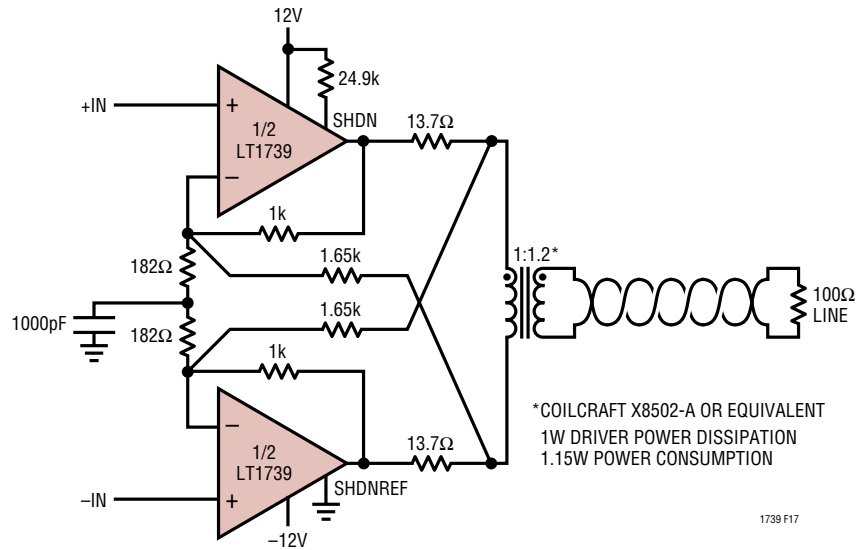 12V
24.9k
+IN
+
1/2
LT1739
–
SHDN
13.7Ω
1k
182Ω
1.65k
1000pF
1.65k
182Ω
1k
1:1.2*
100Ω
LINE
–
1/2
LT1739
+
–IN
13.7Ω
SHDNREF
–12V
*COILCRAFT X8502-A OR EQUIVALENT
1W DRIVER POWER DISSIPATION
1.15W POWER CONSUMPTION
1739 F17